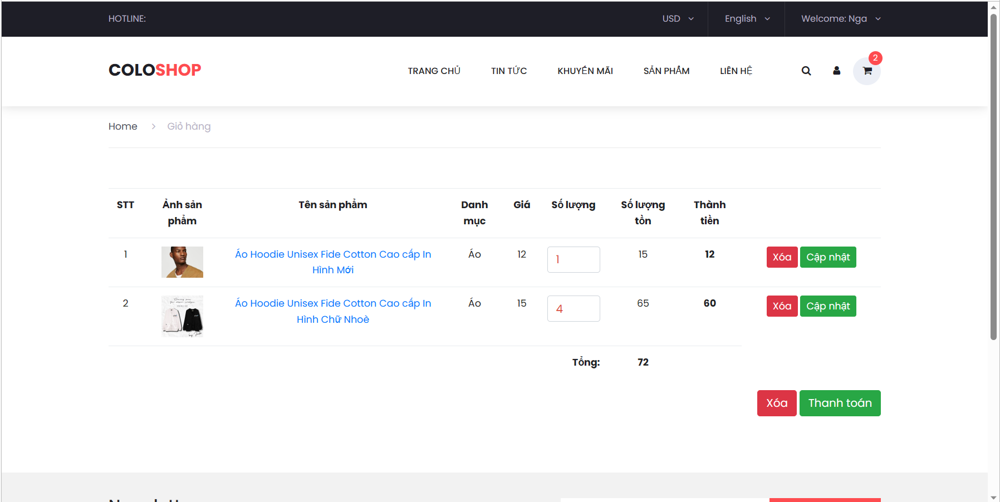 HOTLINE:
USD
English
Welcome: Nga
COLOSHOP
TRANG CHỦ
TIN TỨC
KHUYẾN MÃI
SẢN PHẨM
LIÊN HỆ
2
Home
Giỏ hàng
STT
Ảnh sản
phẩm
Tên sản phẩm
Danh
mục
Giá
Số lượng
Số lượng
tồn
Thành
tiền
1
Áo Hoodie Unisex Fide Cotton Cao cấp In
Hình Mới
Áo
12
1
15
12
Xóa
Cập nhật
2
Áo Hoodie Unisex Fide Cotton Cao cấp In
Hình Chữ Nhoè
Áo
15
4
65
60
Xóa
Cập nhật
Tổng:
72
Xóa
Thanh toán